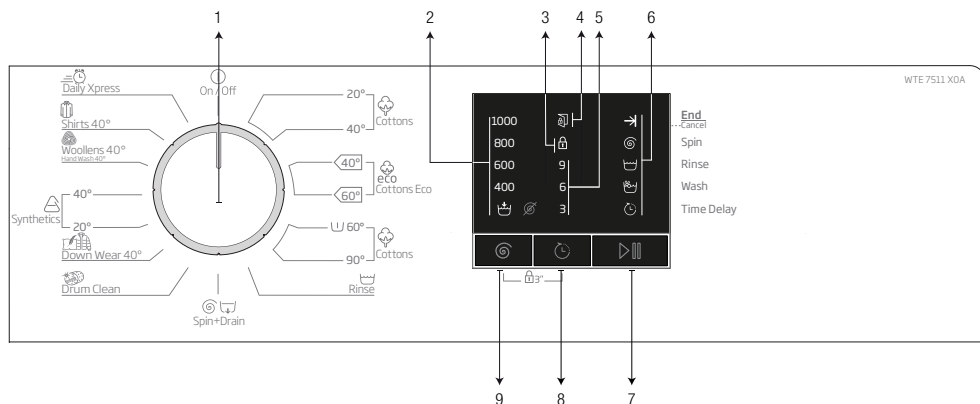 1 2 3 4 5 6
WTE 7511 X0A
On / Off
Daily Xpress
Shirts 40°
Woollens 40°
Hand Wash 40°
40°
Synthetics
20°
Down Wear 40°
Drum Clean
Spin+Drain
20°
Cottons
40°
40°
eco
Cottons Eco
60°
60°
Cottons
90°
Rinse
1000
800
600
400
9
6
3
End
Cancel
Spin
Rinse
Wash
Time Delay
3"
9 8 7